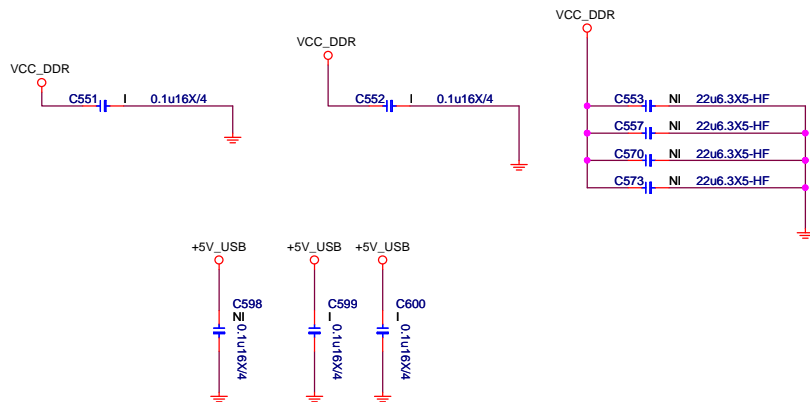 VCC_DDR
VCC_DDR
VCC_DDR
C551 I 0.1u16X/4
C552 I 0.1u16X/4
C553 NI 22u6.3X5-HF
C557 NI 22u6.3X5-HF
C570 NI 22u6.3X5-HF
C573 NI 22u6.3X5-HF
+5V_USB
+5V_USB
+5V_USB
C598
NI
0.1u16X/4
C599
I
0.1u16X/4
C600
I
0.1u16X/4